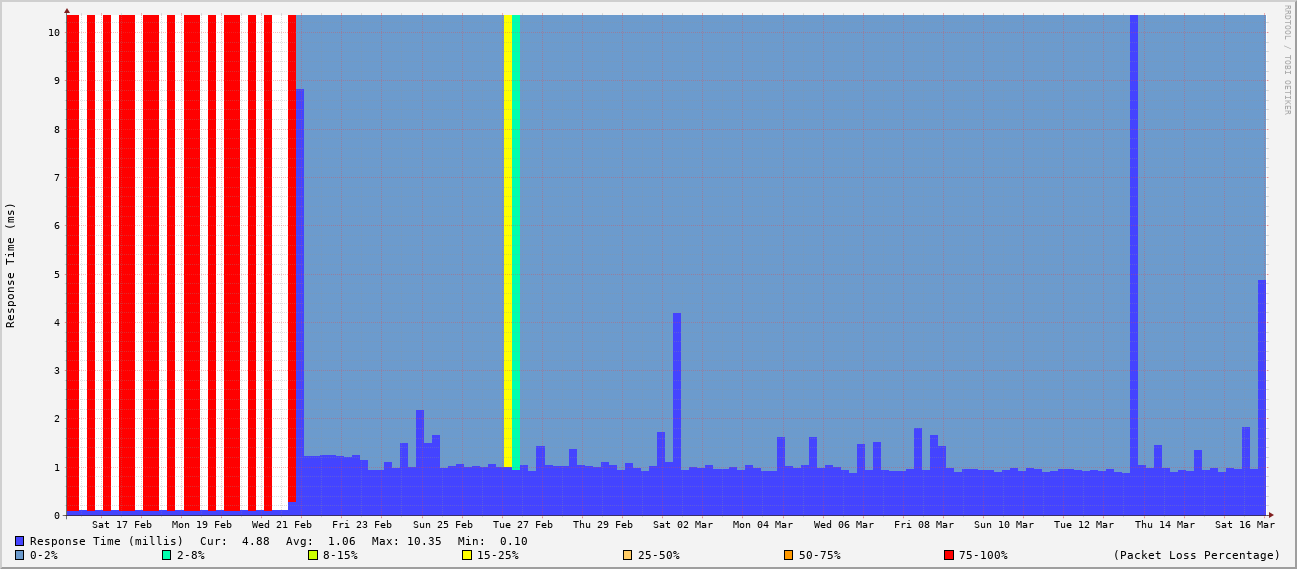 RRDTOOL / TOBI OETIKER
Response Time (ms)
10
9
8
7
6
5
4
3
2
1
0
Sat 17 Feb Mon 19 Feb Wed 21 Feb Fri 23 Feb Sun 25 Feb Tue 27 Feb Thu 29 Feb Sat 02 Mar Mon 04 Mar Wed 06 Mar Fri 08 Mar Sun 10 Mar Tue 12 Mar Thu 14 Mar Sat 16 Mar
Response Time (millis) Cur: 4.88 Avg: 1.06 Max: 10.35 Min: 0.10
0-2% 2-8% 8-15% 15-25% 25-50% 50-75% 75-100% (Packet Loss Percentage)